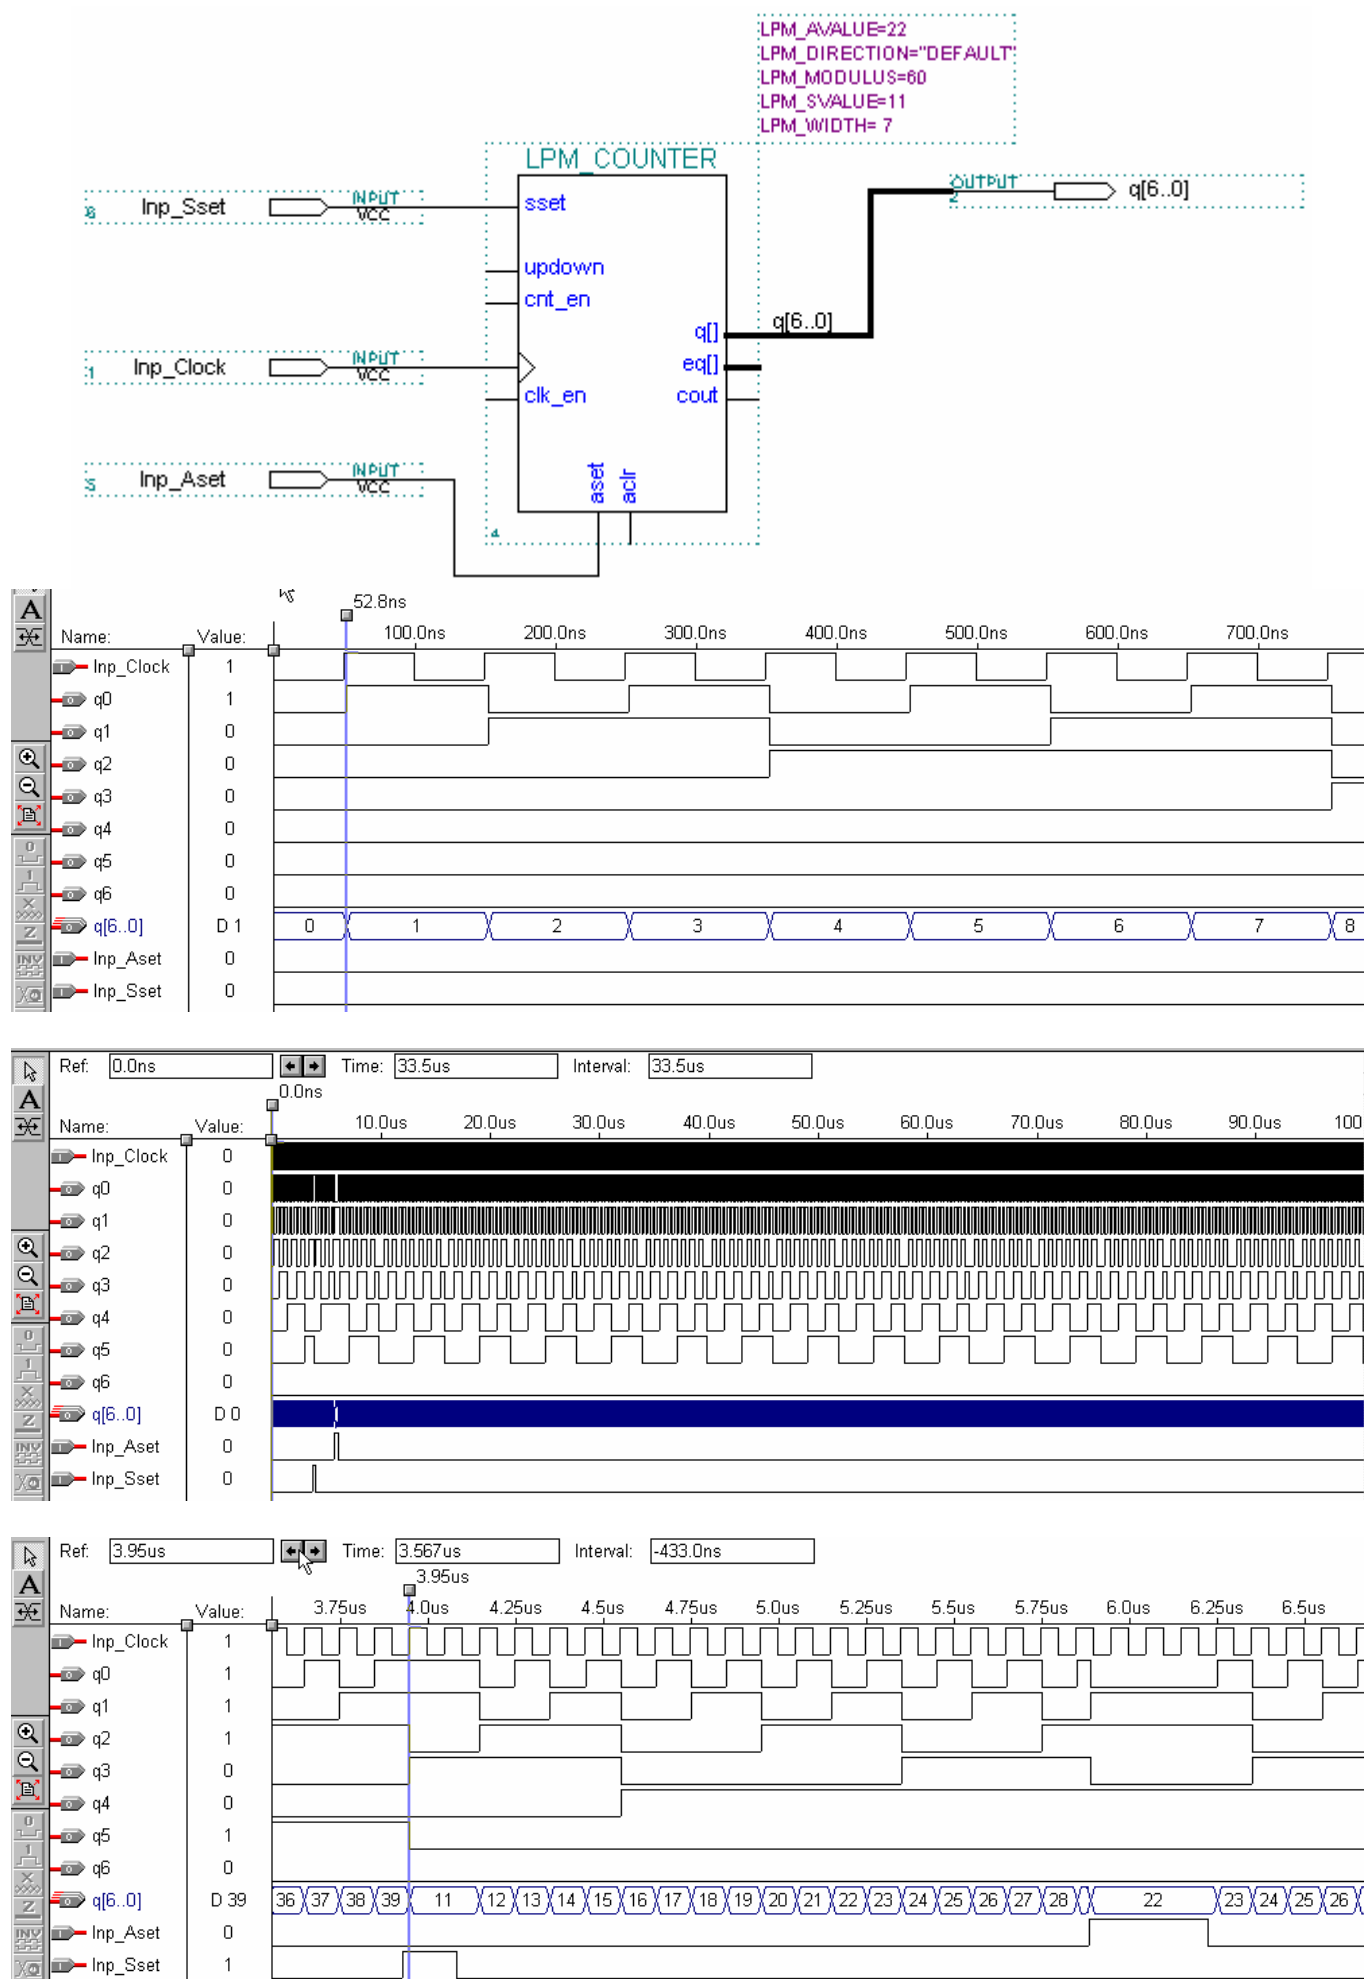 LPM_AVALUE=22
LPM_DIRECTION="DEFAULT"
LPM_MODULUS=60
LPM_SVALUE=11
LPM_WIDTH= 7
LPM_COUNTER
Inp_Sset INPUT VCC sset OUTPUT q[6..0]
updown
cnt_en
q[] q[6..0]
1 Inp_Clock INPUT VCC eq[]
clk_en cout
Inp_Aset INPUT VCC aset aclr
4
52.8ns
Name: Value: 100.0ns 200.0ns 300.0ns 400.0ns 500.0ns 600.0ns 700.0ns
Inp_Clock 1
q0 1
q1 0
q2 0
q3 0
q4 0
q5 0
q6 0
q[6..0] D 1 0 1 2 3 4 5 6 7 8
Inp_Aset 0
Inp_Sset 0
Ref: 0.0ns Time: 33.5us Interval: 33.5us
0.0ns
Name: Value: 10.0us 20.0us 30.0us 40.0us 50.0us 60.0us 70.0us 80.0us 90.0us 100
Inp_Clock 0
q0 0
q1 0
q2 0
q3 0
q4 0
q5 0
q6 0
q[6..0] D 0
Inp_Aset 0
Inp_Sset 0
Ref: 3.95us Time: 3.567us Interval: -433.0ns
3.95us
Name: Value: 3.75us 4.0us 4.25us 4.5us 4.75us 5.0us 5.25us 5.5us 5.75us 6.0us 6.25us 6.5us
Inp_Clock 1
q0 1
q1 1
q2 1
q3 0
q4 0
q5 1
q6 0
q[6..0] D 39 36 37 38 39 11 12 13 14 15 16 17 18 19 20 21 22 23 24 25 26 27 28 22 23 24 25 26
Inp_Aset 0
Inp_Sset 1